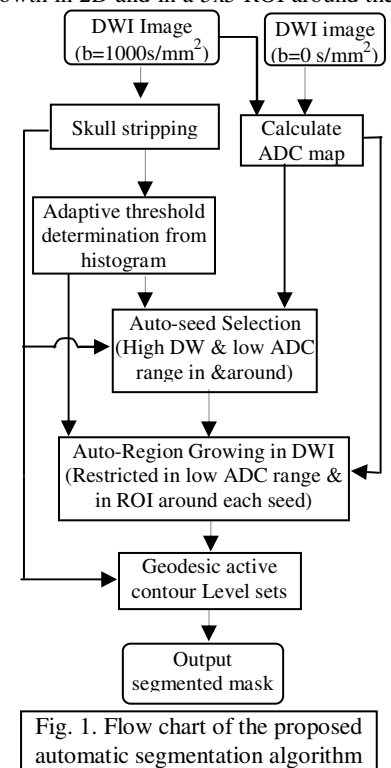 DWI Image
(b=1000s/mm²)
DWI image
(b=0 s/mm²)
Skull stripping
Calculate
ADC map
Adaptive threshold
determination from
histogram
Auto-seed Selection
(High DW & low ADC
range in &around)
Auto-Region Growing in DWI
(Restricted in low ADC range &
in ROI around each seed)
Geodesic active
contour Level sets
Output
segmented mask
Fig. 1. Flow chart of the proposed
automatic segmentation algorithm